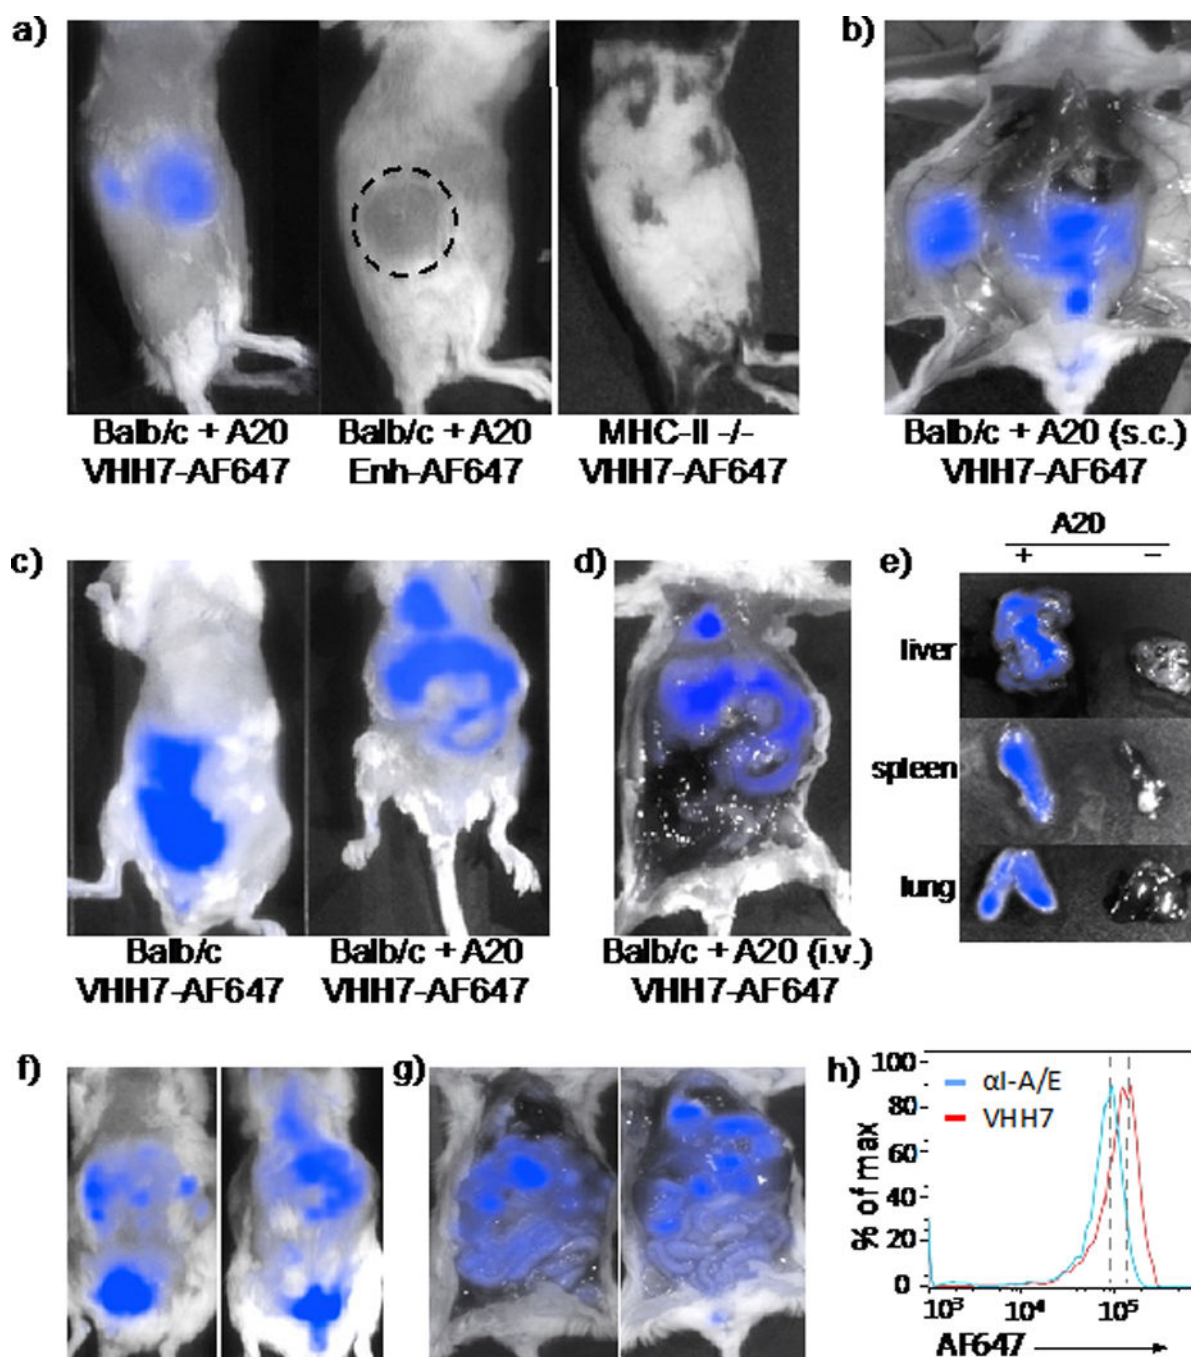 a)
b)
Balb/c + A20
VHH7-AF647
Balb/c + A20
Enh-AF647
MHC-II -/-
VHH7-AF647
Balb/c + A20 (s.c.)
VHH7-AF647
c)
d)
e)
A20
+ −
liver
spleen
lung
Balb/c
VHH7-AF647
Balb/c + A20
VHH7-AF647
Balb/c + A20 (i.v.)
VHH7-AF647
f)
g)
h)
αI-A/E
VHH7
% of max
100
80
60
40
20
0
10³ 10⁴ 10⁵
AF647